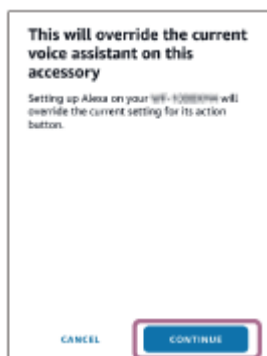 This will override the current
voice assistant on this
accessory
Setting up Alexa on your will
override the current setting for its action
button.
CANCEL
CONTINUE